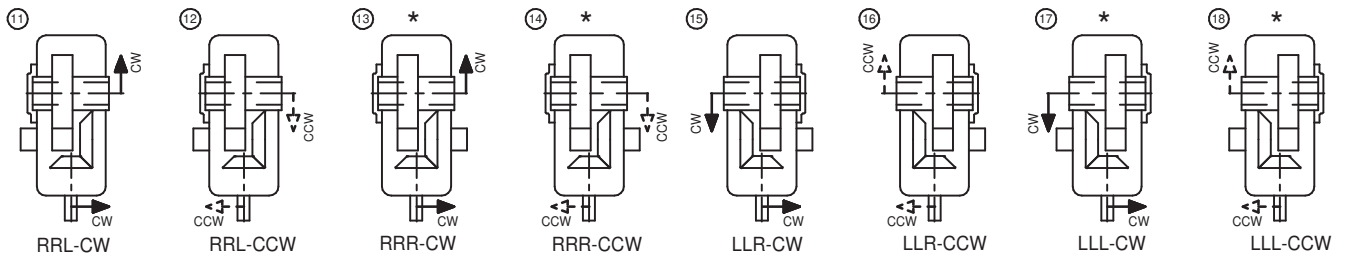 11 12 13 * 14 * 15 16 17 * 18 *
CW CCW CW CCW CW CCW CW CCW
CW CCW CW CCW CW CCW CW CCW
RRL-CW RRL-CCW RRR-CW RRR-CCW LLR-CW LLR-CCW LLL-CW LLL-CCW